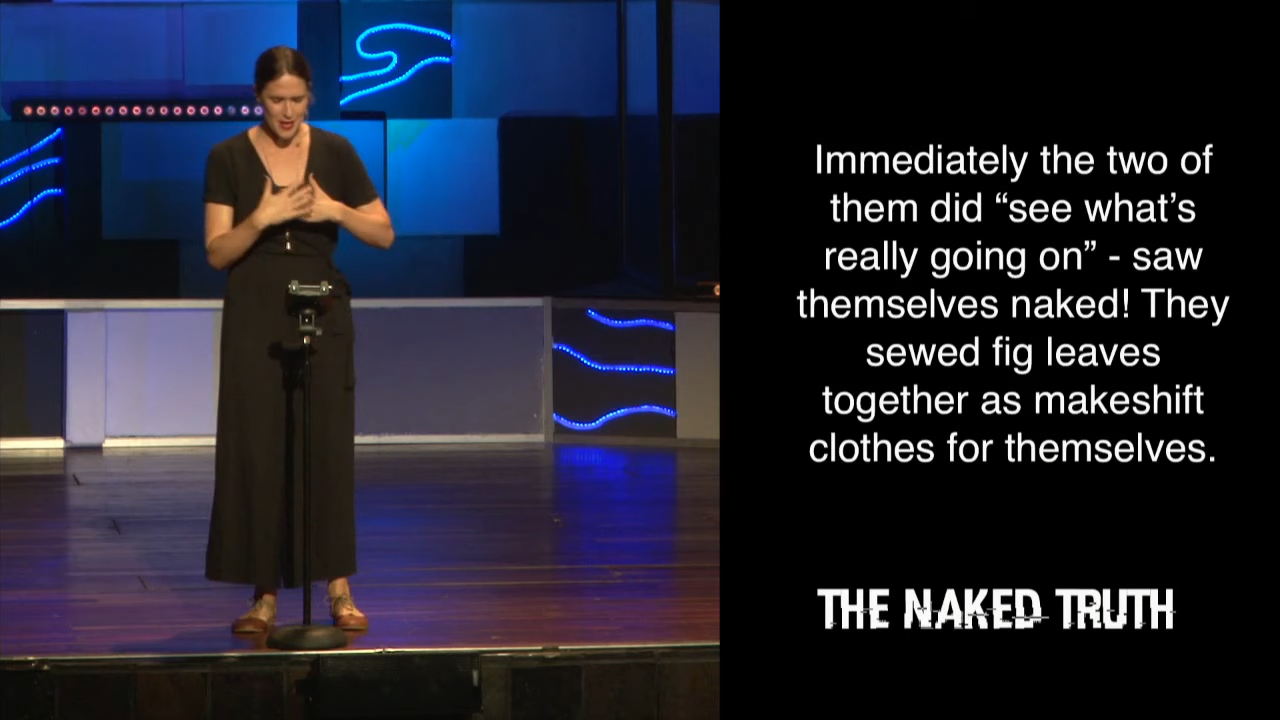 Immediately the two of
them did “see what’s
really going on” - saw
themselves naked! They
sewed fig leaves
together as makeshift
clothes for themselves.
THE NAKED TRUTH